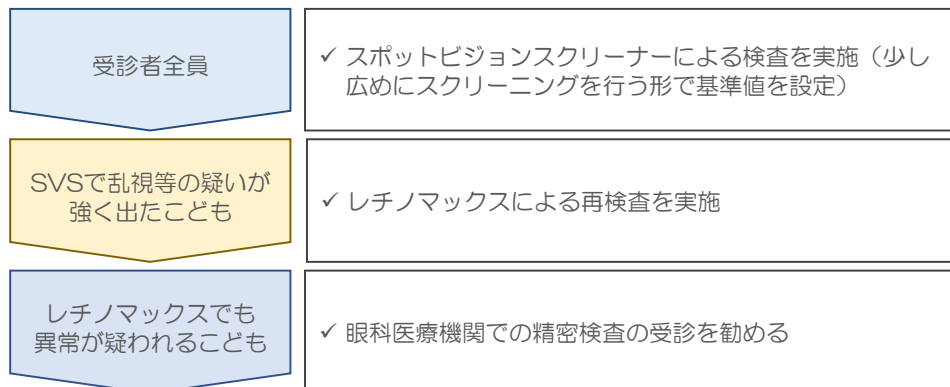 受診者全員
✓ スポットビジョンスクリーナーによる検査を実施（少し
広めにスクリーニングを行う形で基準値を設定）
SVSで乱視等の疑いが
強く出たこども
✓ レチノマックスによる再検査を実施
レチノマックスでも
異常が疑われるこども
✓ 眼科医療機関での精密検査の受診を勧める